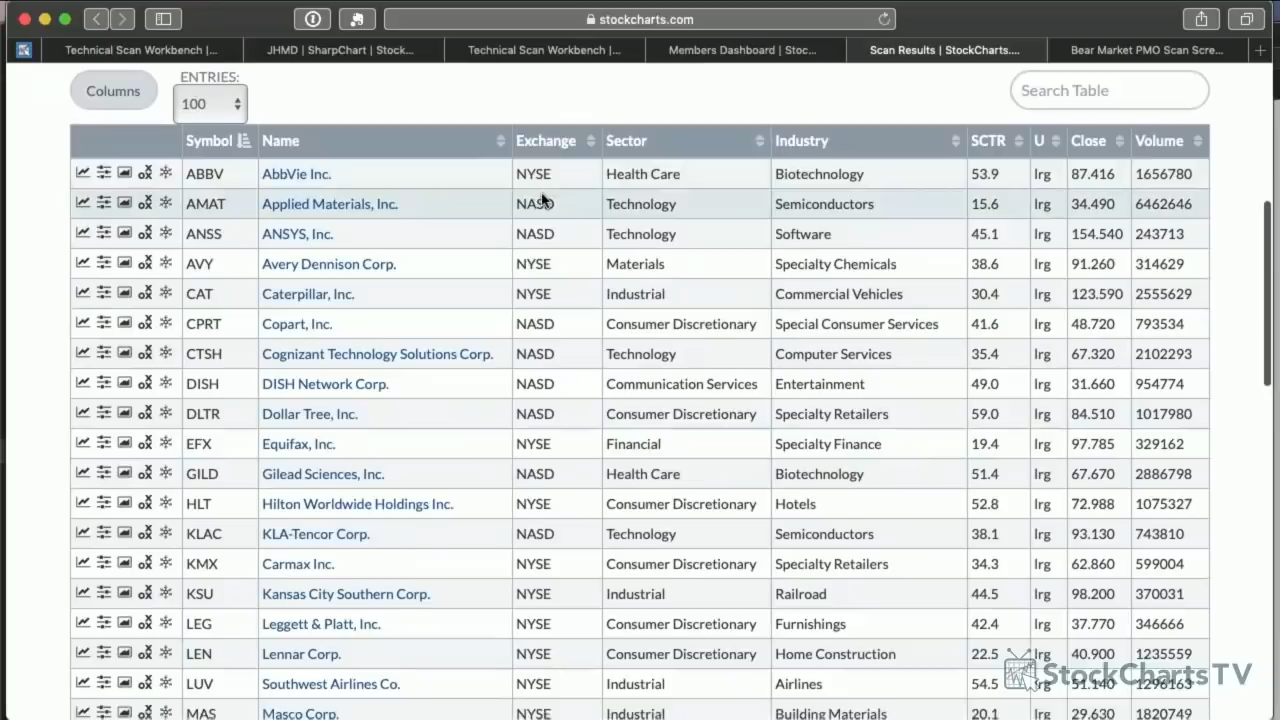 stockcharts.com
Technical Scan Workbench |... JHMD | SharpChart | Stock... Technical Scan Workbench |... Members Dashboard | Stoc... Scan Results | StockCharts.... Bear Market PMO Scan Scre...
Columns ENTRIES: 100 Search Table
Symbol Name Exchange Sector Industry SCTR U Close Volume
ABBV AbbVie Inc. NYSE Health Care Biotechnology 53.9 lrg 87.416 1656780
AMAT Applied Materials, Inc. NASD Technology Semiconductors 15.6 lrg 34.490 6462646
ANSS ANSYS, Inc. NASD Technology Software 45.1 lrg 154.540 243713
AVY Avery Dennison Corp. NYSE Materials Specialty Chemicals 38.6 lrg 91.260 314629
CAT Caterpillar, Inc. NYSE Industrial Commercial Vehicles 30.4 lrg 123.590 2555629
CPRT Copart, Inc. NASD Consumer Discretionary Special Consumer Services 41.6 lrg 48.720 793534
CTSH Cognizant Technology Solutions Corp. NASD Technology Computer Services 35.4 lrg 67.320 2102293
DISH DISH Network Corp. NASD Communication Services Entertainment 49.0 lrg 31.660 954774
DLTR Dollar Tree, Inc. NASD Consumer Discretionary Specialty Retailers 59.0 lrg 84.510 1017980
EFX Equifax, Inc. NYSE Financial Specialty Finance 19.4 lrg 97.785 329162
GILD Gilead Sciences, Inc. NASD Health Care Biotechnology 51.4 lrg 67.670 2886798
HLT Hilton Worldwide Holdings Inc. NYSE Consumer Discretionary Hotels 52.8 lrg 72.988 1075327
KLAC KLA-Tencor Corp. NASD Technology Semiconductors 38.1 lrg 93.130 743810
KMX Carmax Inc. NYSE Consumer Discretionary Specialty Retailers 34.3 lrg 62.860 599004
KSU Kansas City Southern Corp. NYSE Industrial Railroad 44.5 lrg 98.200 370031
LEG Leggett & Platt, Inc. NYSE Consumer Discretionary Furnishings 42.4 lrg 37.770 346666
LEN Lennar Corp. NYSE Consumer Discretionary Home Construction 22.5 lrg 40.900 1235559
LUV Southwest Airlines Co. NYSE Industrial Airlines 54.5 lrg 51.140 1296163
StockChartsTV
MAS Masco Corp. NYSE Industrial Building Materials 20.1 lrg 29.630 1820749